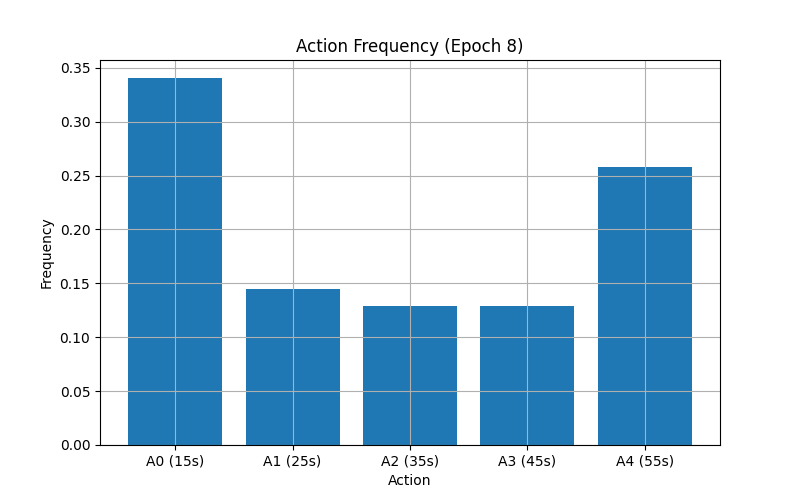 Action Frequency (Epoch 8)
0.35
0.30
0.25
0.20
0.15
0.10
0.05
0.00
Frequency
A0 (15s) A1 (25s) A2 (35s) A3 (45s) A4 (55s)
Action